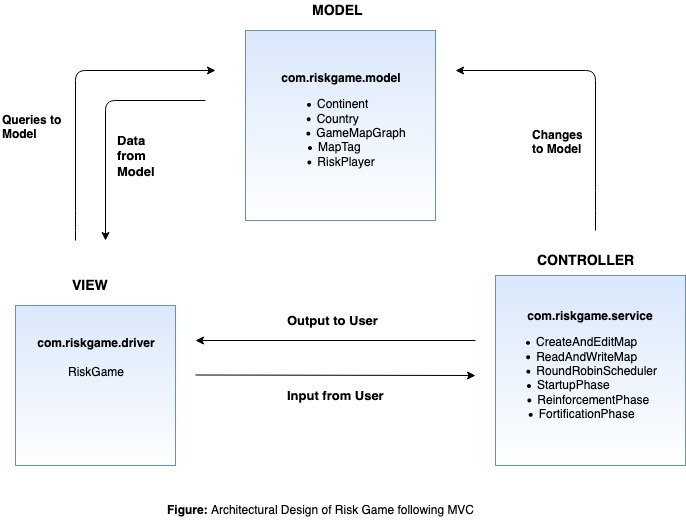 MODEL
com.riskgame.model
• Continent
• Country
• GameMapGraph
• MapTag
• RiskPlayer
Queries to
Model
Data
from
Model
Changes
to Model
VIEW
com.riskgame.driver
RiskGame
Output to User
Input from User
CONTROLLER
com.riskgame.service
• CreateAndEditMap
• ReadAndWriteMap
• RoundRobinScheduler
• StartupPhase
• ReinforcementPhase
• FortificationPhase
Figure: Architectural Design of Risk Game following MVC